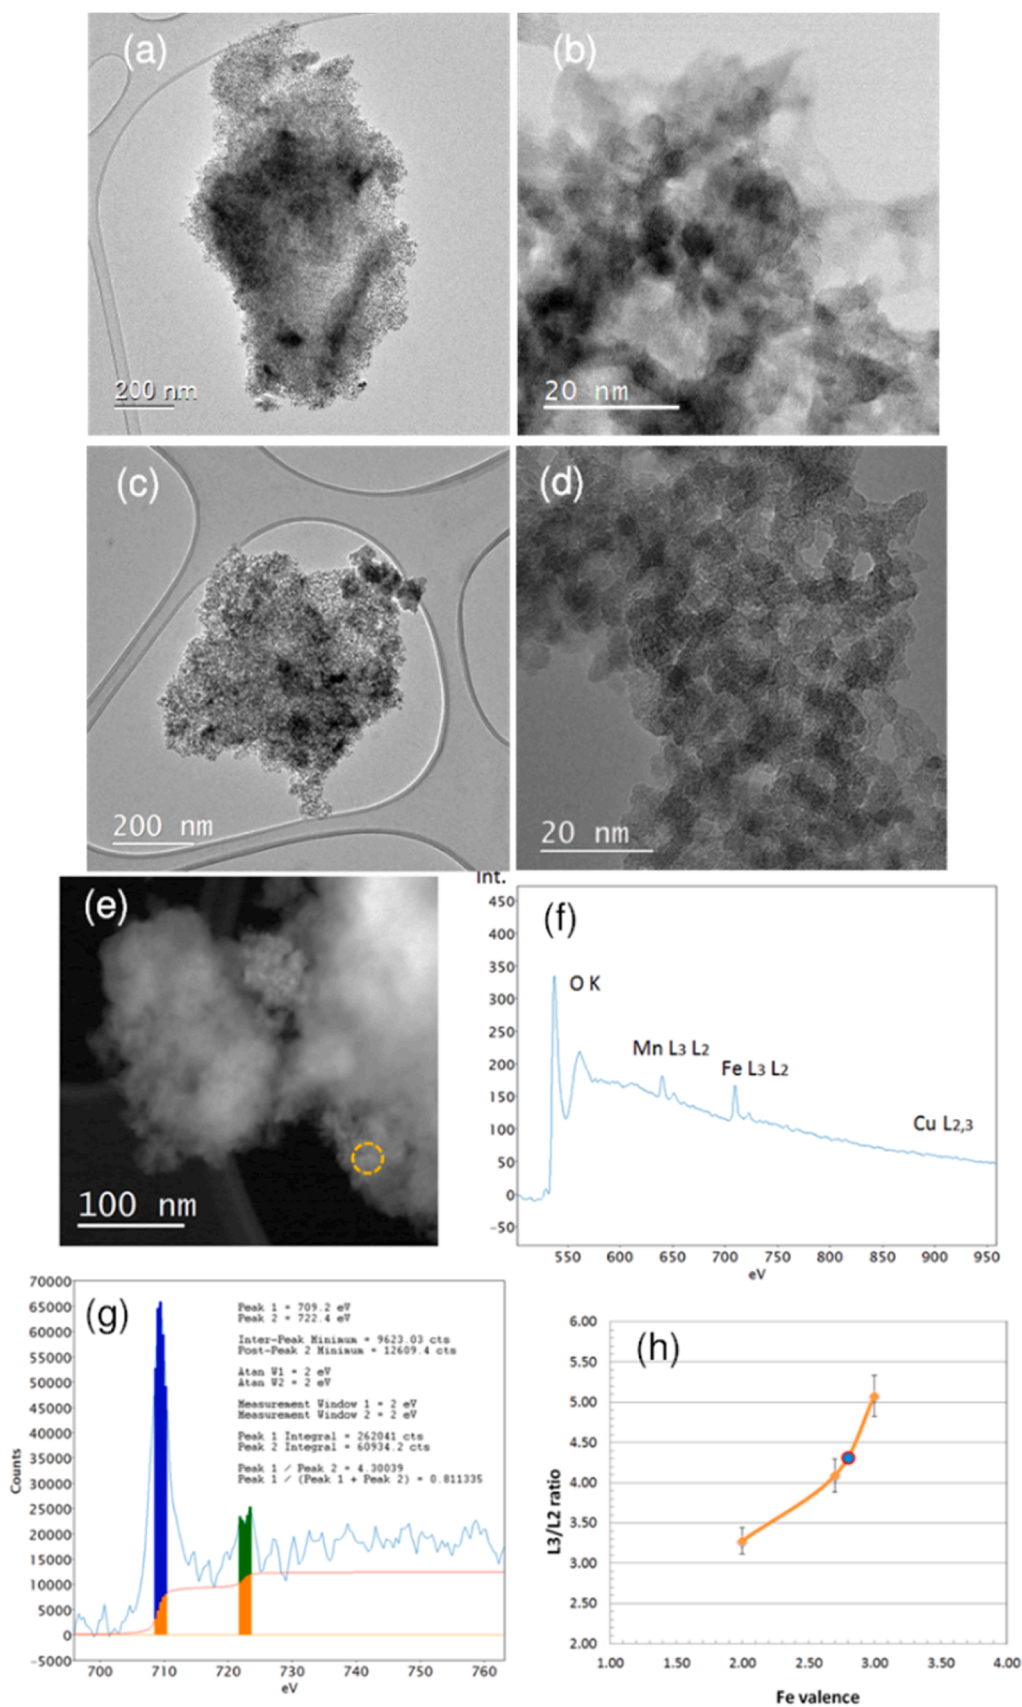 (a)
200 nm
(b)
20 nm
(c)
200 nm
(d)
20 nm
(e)
100 nm
Int.
(f)
450
400
350
300
250
200
150
100
50
0
-50
O K
Mn L3 L2
Fe L3 L2
Cu L2,3
550 600 650 700 750 800 850 900 950
eV
(g)
70000
65000
60000
55000
50000
45000
40000
35000
30000
25000
20000
15000
10000
5000
0
-5000
Counts
Peak 1 = 709.2 eV
Peak 2 = 722.4 eV
Inter-Peak Minimum = 9623.03 cts
Post-Peak 2 Minimum = 12609.4 cts
Atan W1 = 2 eV
Atan W2 = 2 eV
Measurement Window 1 = 2 eV
Measurement Window 2 = 2 eV
Peak 1 Integral = 262041 cts
Peak 2 Integral = 60934.2 cts
Peak 1 / Peak 2 = 4.30039
Peak 1 / (Peak 1 + Peak 2) = 0.811335
700 710 720 730 740 750 760
eV
(h)
6.00
5.50
5.00
4.50
4.00
3.50
3.00
2.50
2.00
L3/L2 ratio
1.00 2.00 3.00 4.00
Fe valence